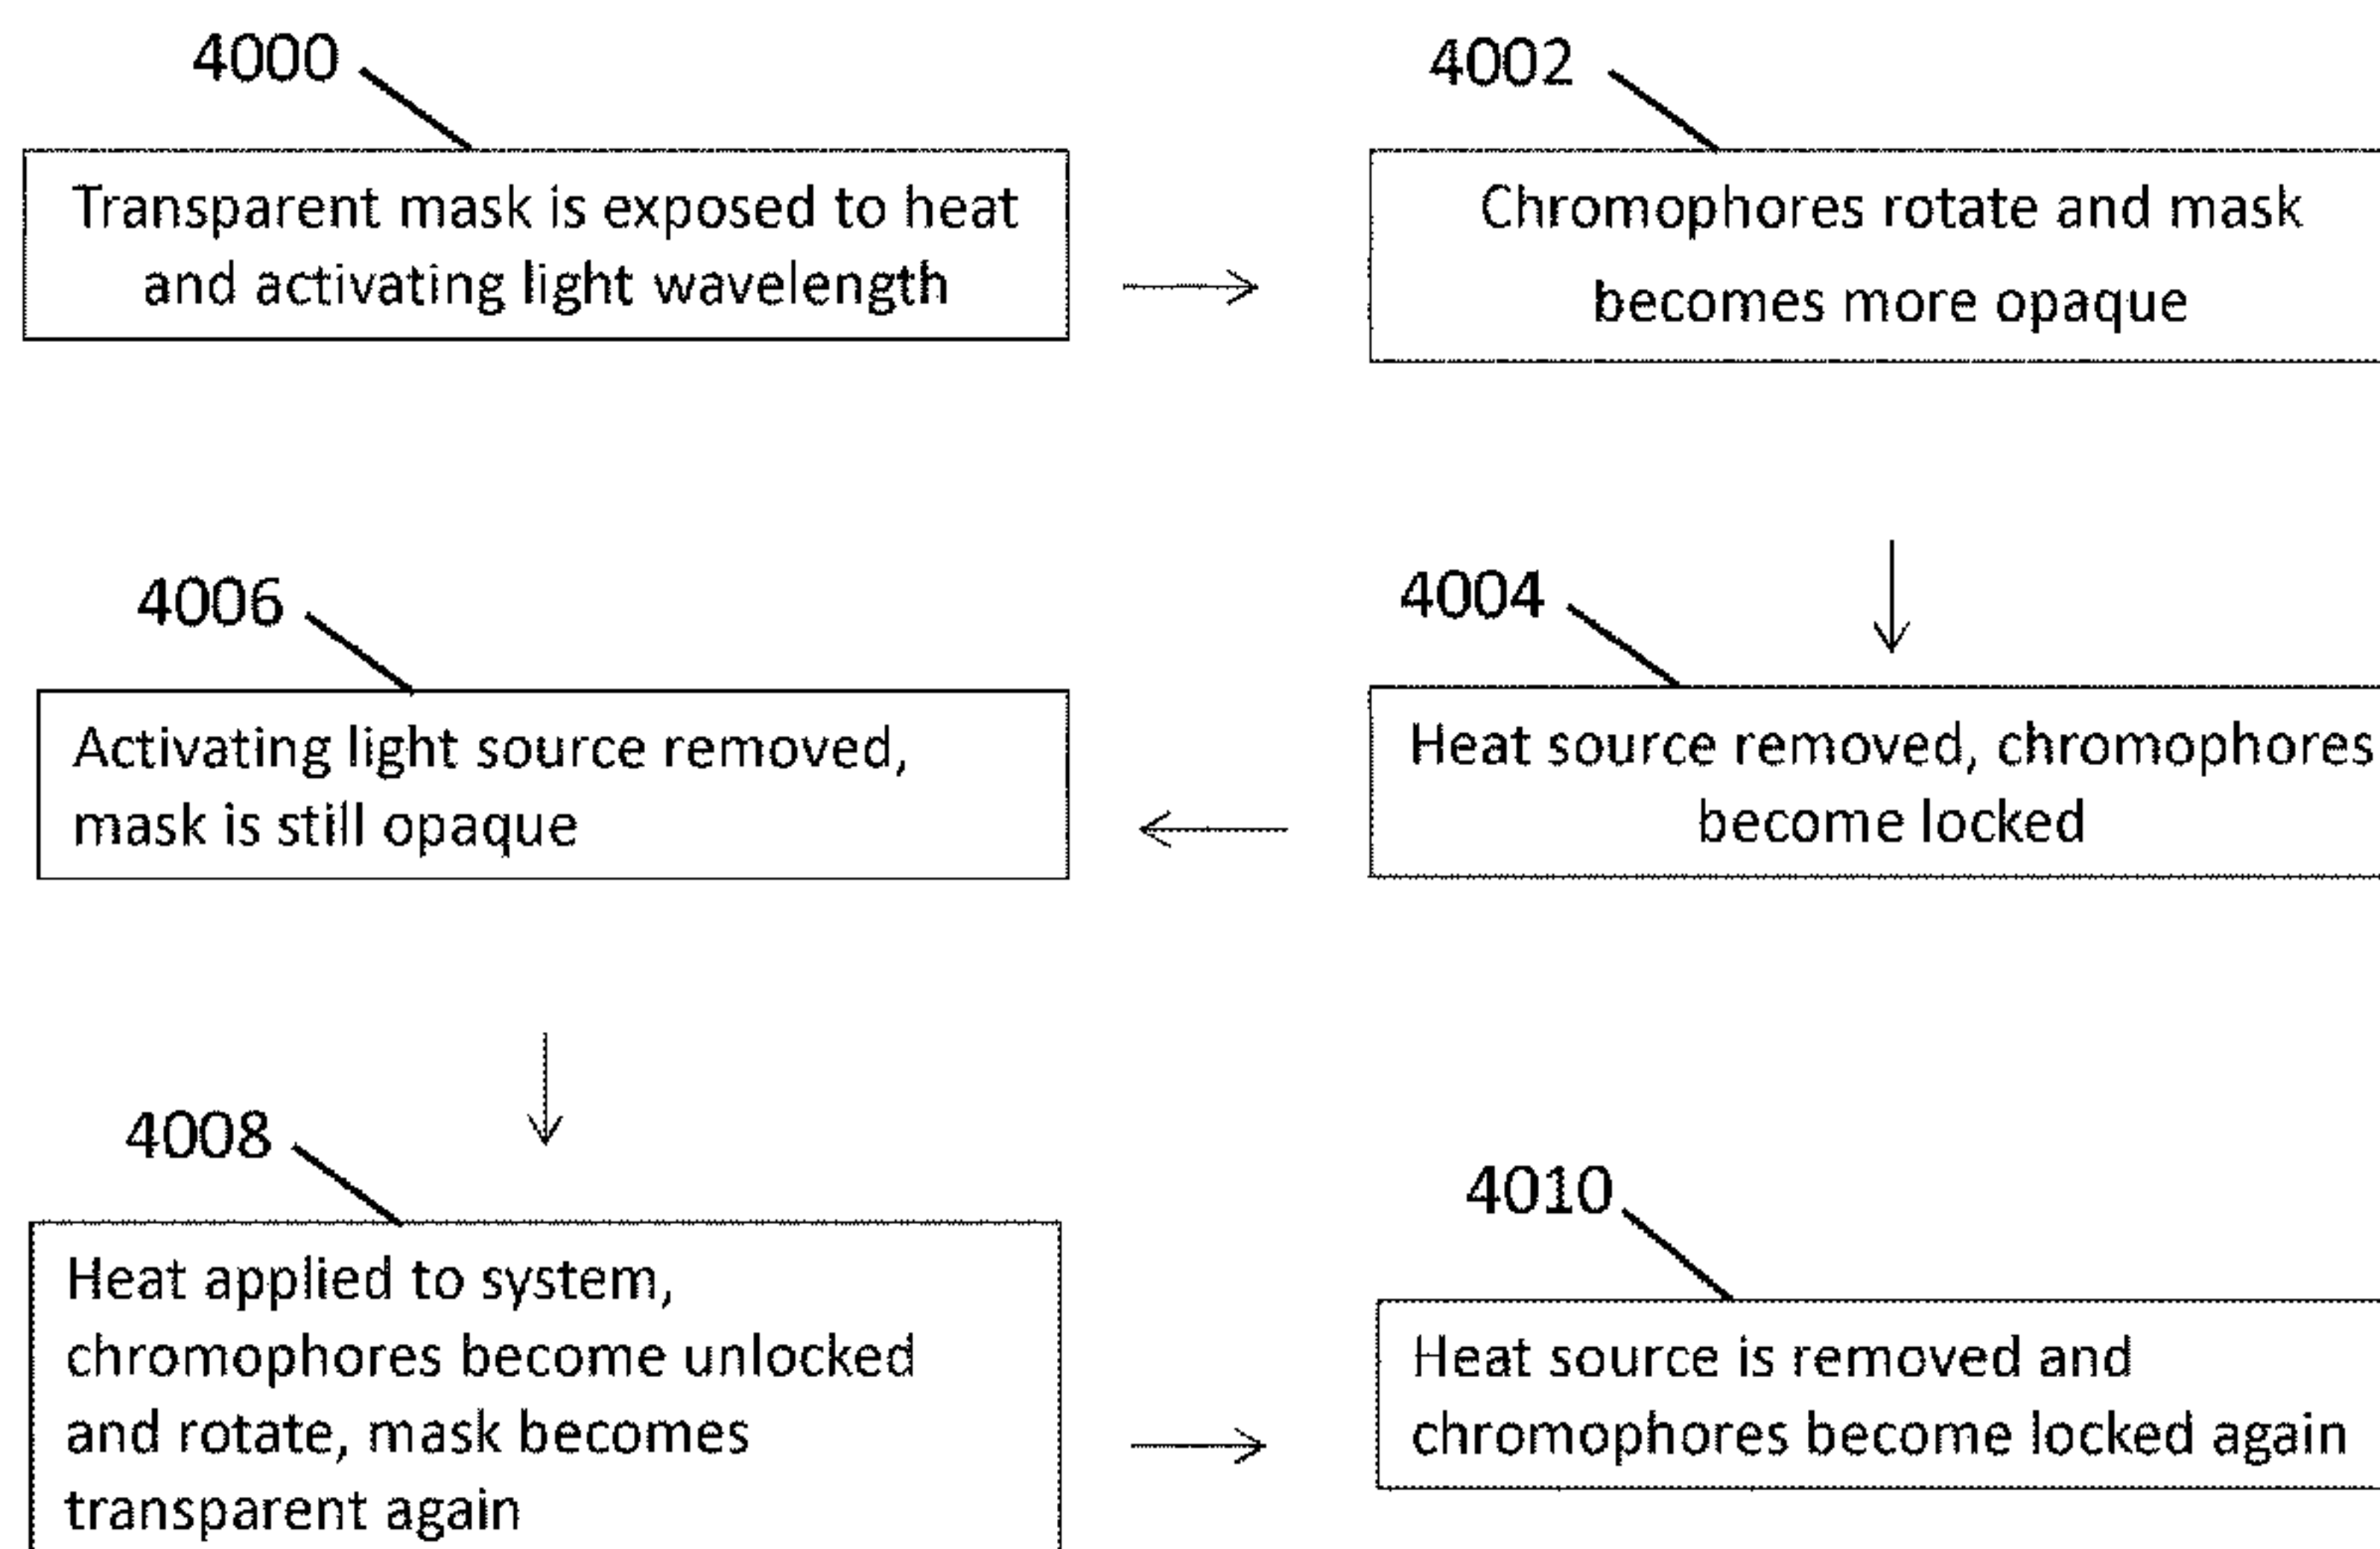 4000
Transparent mask is exposed to heat
and activating light wavelength
4002
Chromophores rotate and mask
becomes more opaque
4004
Heat source removed, chromophores
become locked
4006
Activating light source removed,
mask is still opaque
4008
Heat applied to system,
chromophores become unlocked
and rotate, mask becomes
transparent again
4010
Heat source is removed and
chromophores become locked again